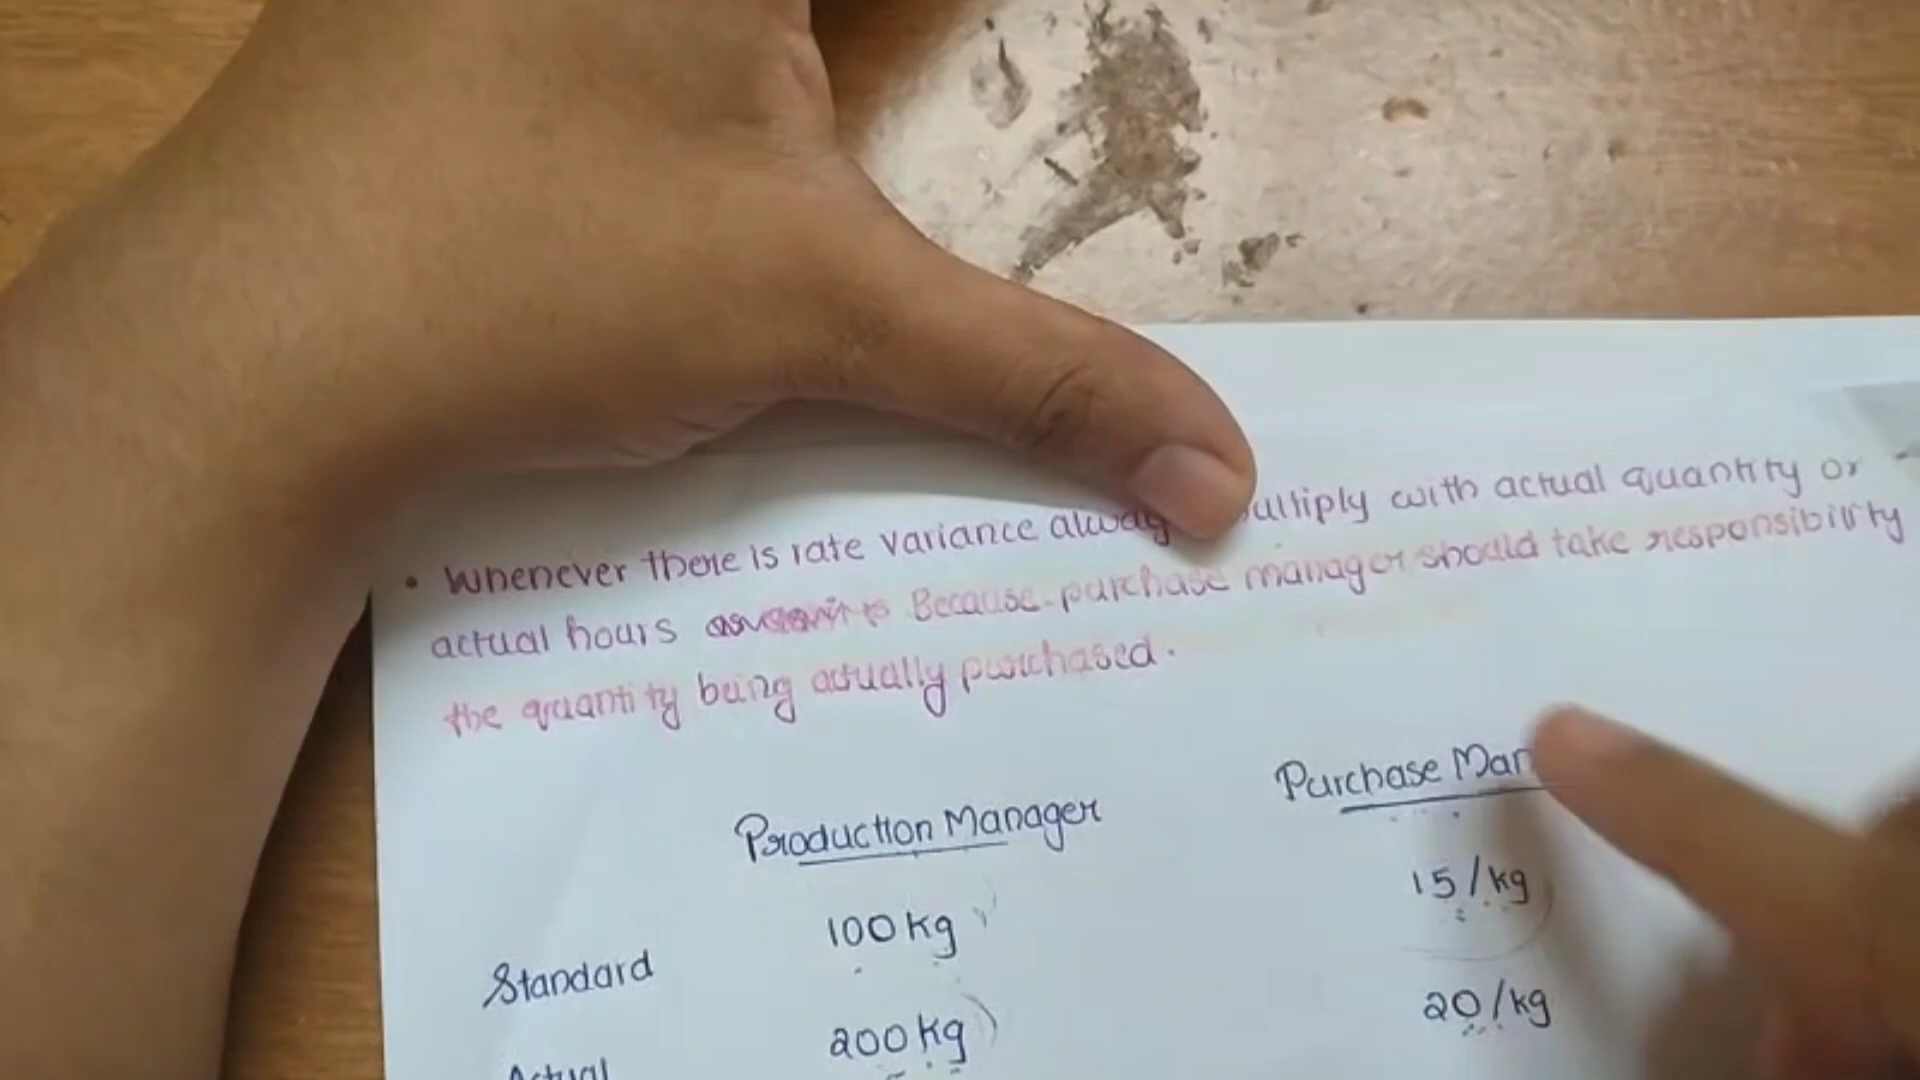 • Whenever there is rate variance alway ultiply with actual quantity or
actual hours Because purchase manager should take responsibility
the quantity being actually purchased.
Production Manager Purchase Man
Standard 100 kg 15/kg
Actual 200 kg 20/kg